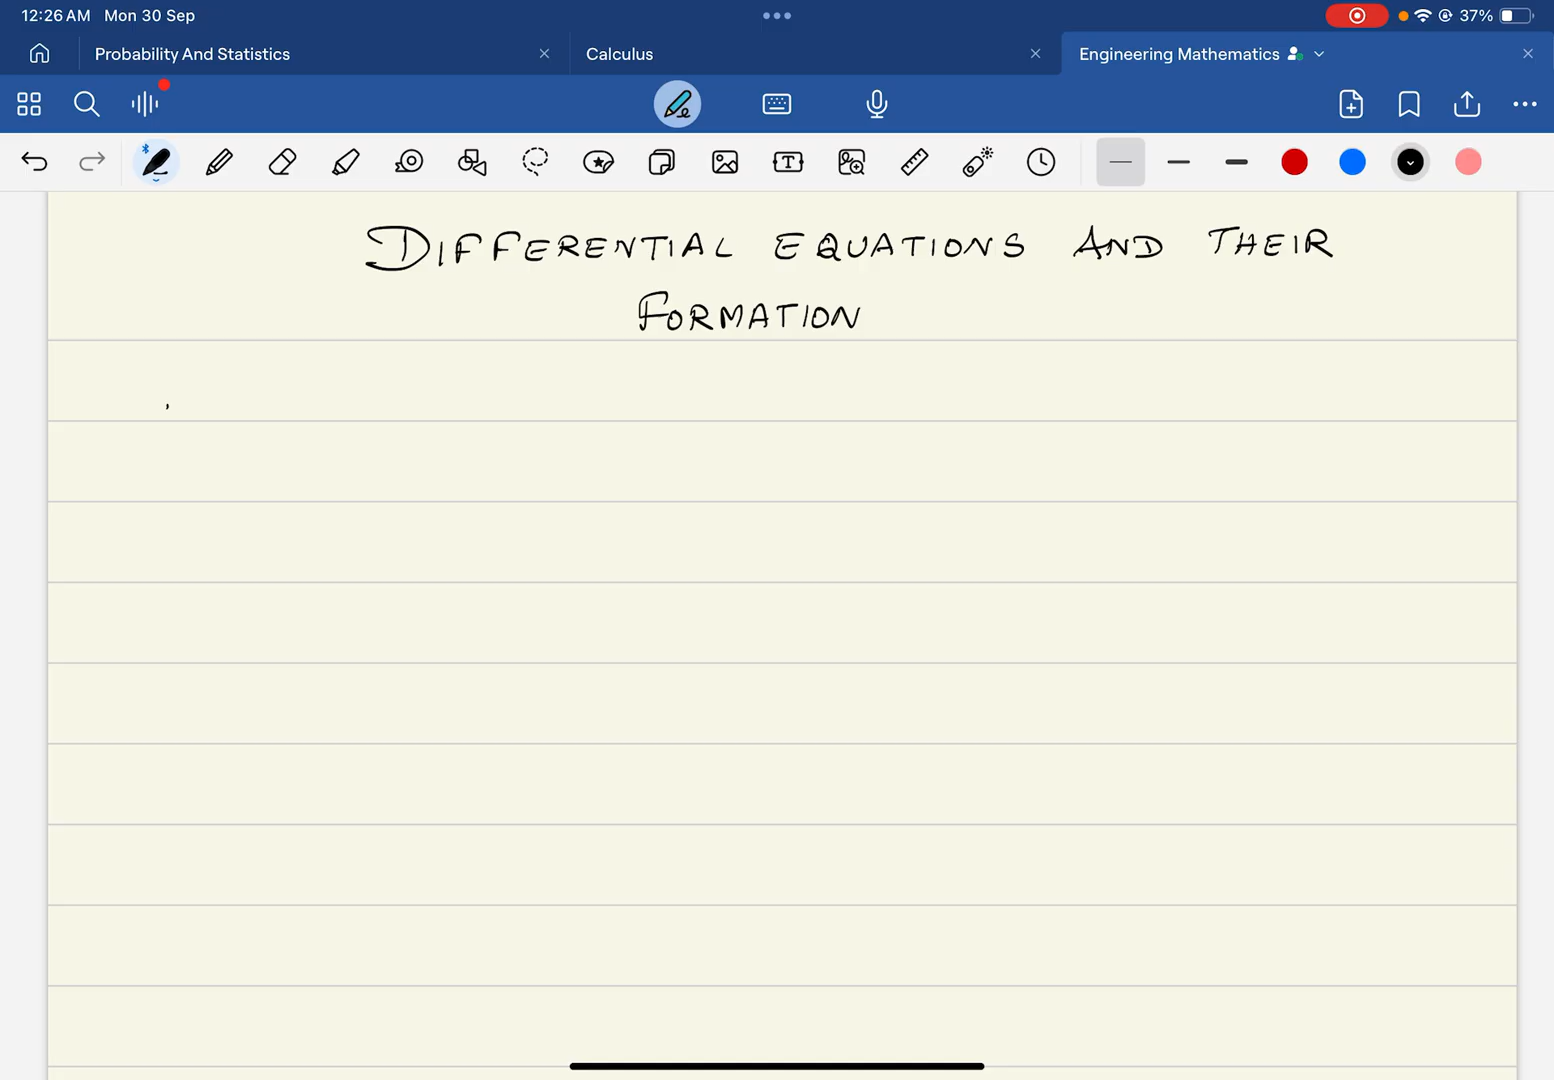 12:26 AM Mon 30 Sep
37%
Probability And Statistics
Calculus
Engineering Mathematics
DIFFERENTIAL EQUATIONS AND THEIR
FORMATION